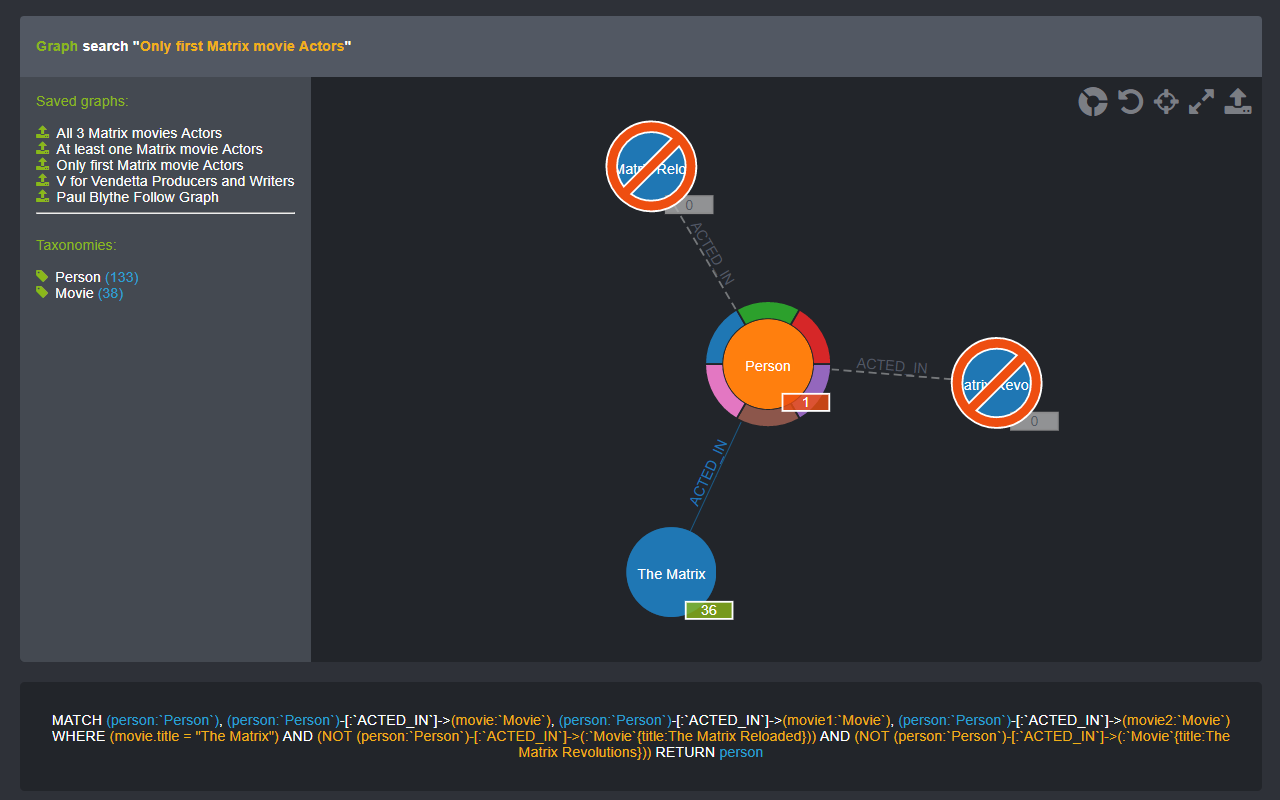 Graph search "Only first Matrix movie Actors"
Saved graphs:
All 3 Matrix movies Actors
At least one Matrix movie Actors
Only first Matrix movie Actors
V for Vendetta Producers and Writers
Paul Blythe Follow Graph
Taxonomies:
Person (133)
Movie (38)
Matrix Relo
0
ACTED_IN
Person
1
ACTED_IN
atrix Revo
0
ACTED_IN
The Matrix
36
MATCH (person:`Person`), (person:`Person`)-[:`ACTED_IN`]->(movie:`Movie`), (person:`Person`)-[:`ACTED_IN`]->(movie1:`Movie`), (person:`Person`)-[:`ACTED_IN`]->(movie2:`Movie`)
WHERE (movie.title = "The Matrix") AND (NOT (person:`Person`)-[:`ACTED_IN`]->(:`Movie`{title:The Matrix Reloaded})) AND (NOT (person:`Person`)-[:`ACTED_IN`]->(:`Movie`{title:The
Matrix Revolutions})) RETURN person